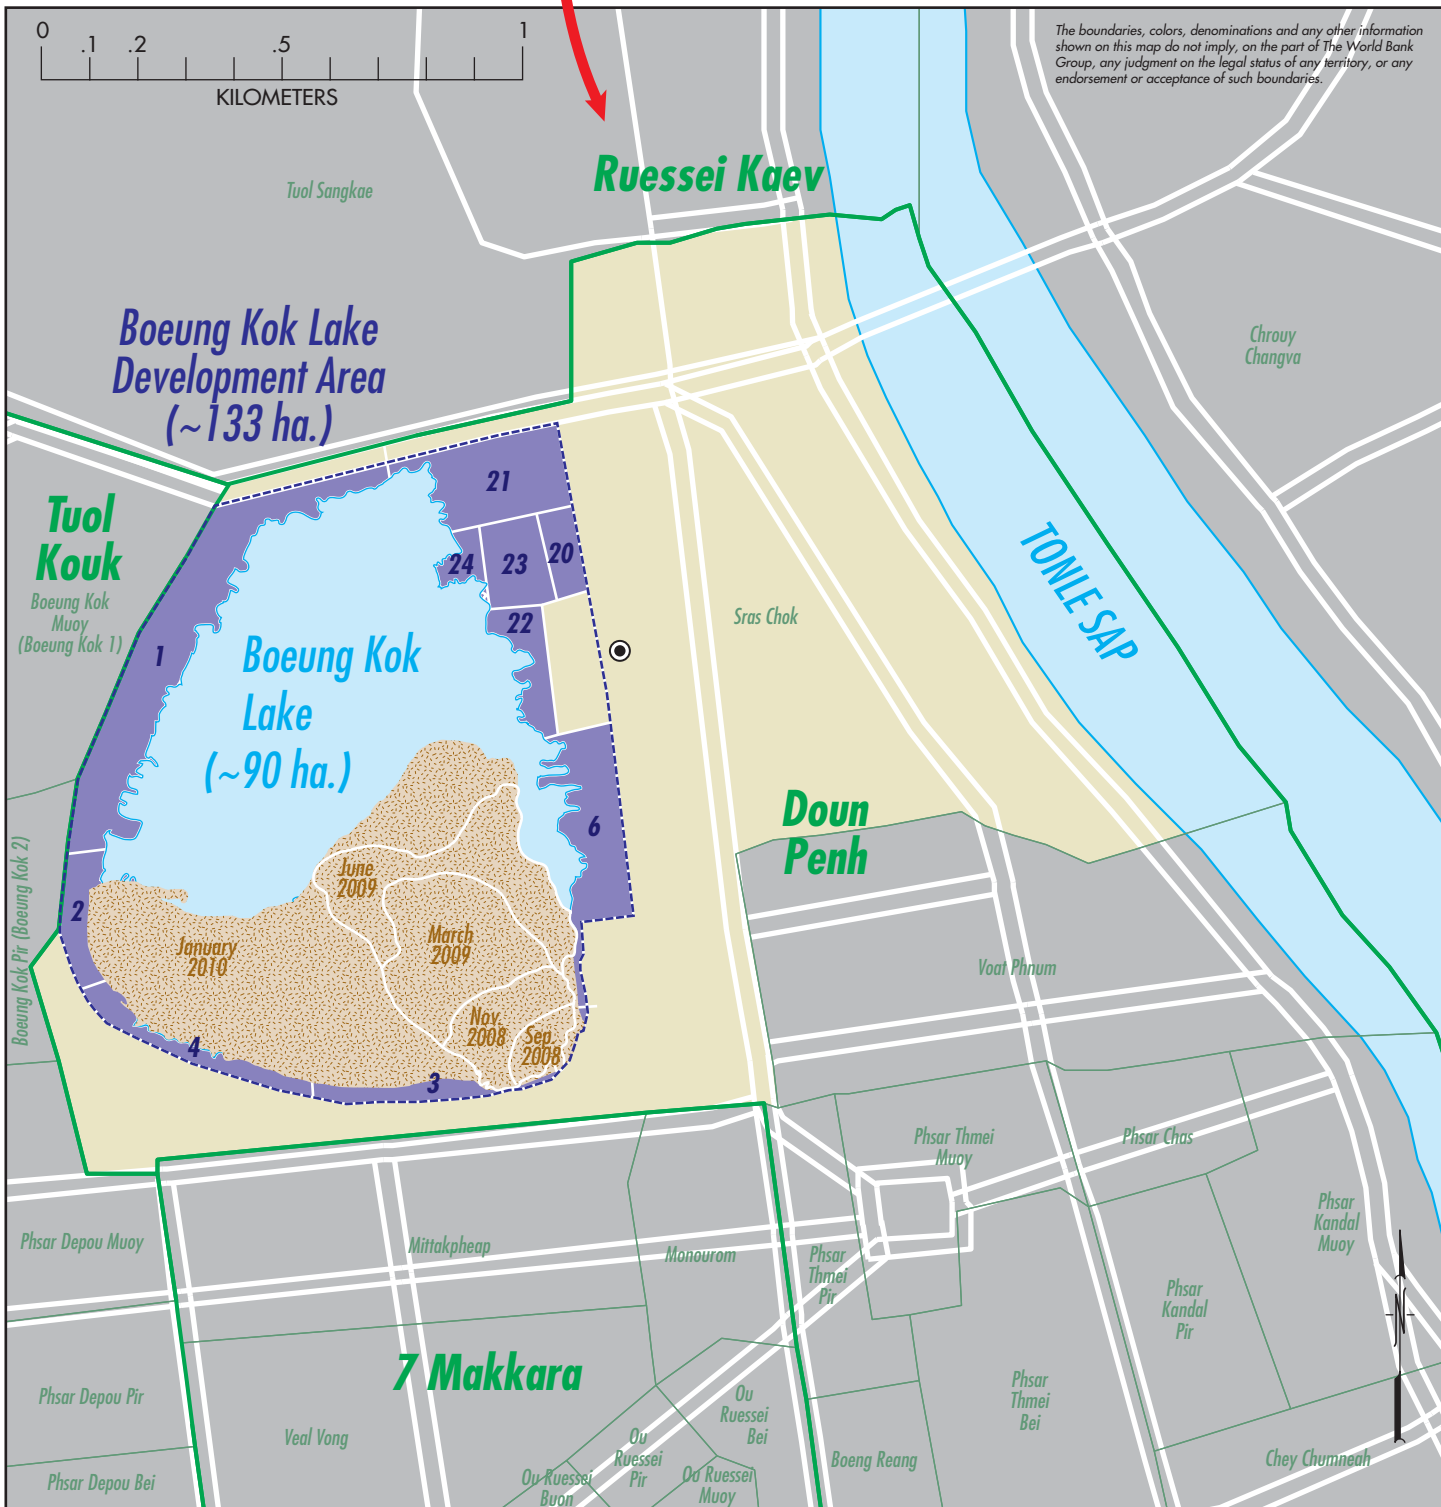 0 .1 .2 .5 1
KILOMETERS
The boundaries, colors, denominations and any other information
shown on this map do not imply, on the part of The World Bank
Group, any judgment on the legal status of any territory, or any
endorsement or acceptance of such boundaries.
Ruessei Kaev
Tuol Sangkae
Boeung Kok Lake
Development Area
(~133 ha.)
Chrouy
Changva
Tuol
Kouk
Boeung Kok
Muoy
(Boeung Kok 1)
21
24
23
20
22
1
Boeung Kok
Lake
(~90 ha.)
Sras Chok
TONLE SAP
6
Doun
Penh
Boeung Kok Pir (Boeung Kok 2)
2
June
2009
January
2010
March
2009
Nov.
2008
Sep.
2008
4
3
Voat Phnum
Phsar Thmei
Muoy
Phsar Chas
Phsar
Kandal
Muoy
Phsar Depou Muoy
Mittakpheap
Monourom
Phsar
Thmei
Pir
Phsar
Kandal
Pir
N
7 Makkara
Phsar Depou Pir
Veal Vong
Ou
Ruessei
Bei
Phsar
Thmei
Bei
Ou
Ruessei
Pir
Boeng Reang
Chey Chumneah
Phsar Depou Bei
Ou Ruessei
Buon
Ou Ruessei
Muoy